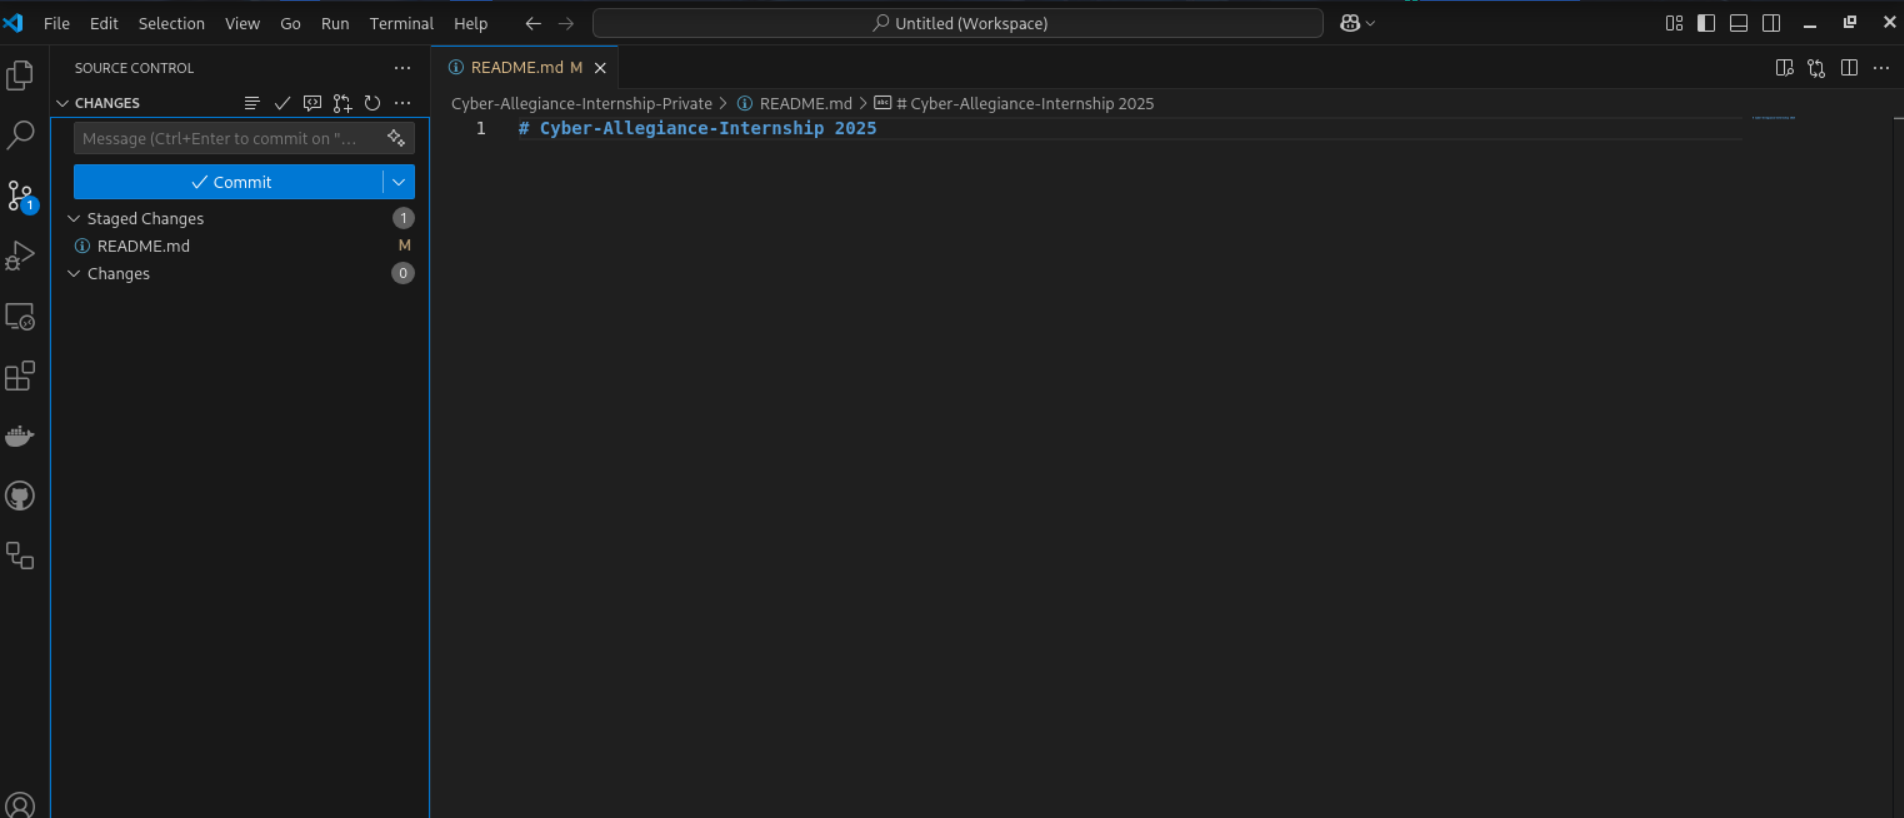 File Edit Selection View Go Run Terminal Help
Untitled (Workspace)
SOURCE CONTROL
CHANGES
Message (Ctrl+Enter to commit on "...
Commit
Staged Changes 1
README.md M
Changes 0
1
README.md M
Cyber-Allegiance-Internship-Private > README.md > # Cyber-Allegiance-Internship 2025
1 # Cyber-Allegiance-Internship 2025